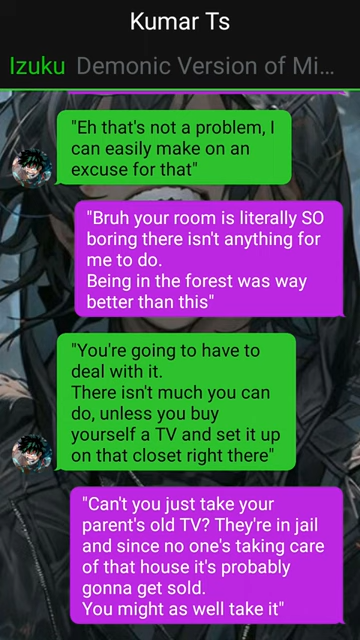 Kumar Ts
Izuku Demonic Version of Mi...
"Eh that's not a problem, I
can easily make on an
excuse for that"
"Bruh your room is literally SO
boring there isn't anything for
me to do.
Being in the forest was way
better than this"
"You're going to have to
deal with it.
There isn't much you can
do, unless you buy
yourself a TV and set it up
on that closet right there"
"Can't you just take your
parent's old TV? They're in jail
and since no one's taking care
of that house it's probably
gonna get sold.
You might as well take it"